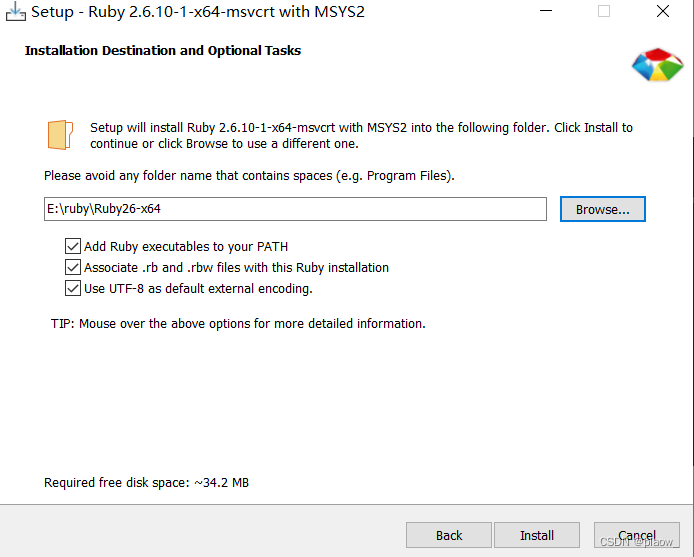 Setup - Ruby 2.6.10-1-x64-msvcrt with MSYS2
Installation Destination and Optional Tasks
Setup will install Ruby 2.6.10-1-x64-msvcrt with MSYS2 into the following folder. Click Install to
continue or click Browse to use a different one.
Please avoid any folder name that contains spaces (e.g. Program Files).
E:\ruby\Ruby26-x64
Browse...
Add Ruby executables to your PATH
Associate .rb and .rbw files with this Ruby installation
Use UTF-8 as default external encoding.
TIP: Mouse over the above options for more detailed information.
Required free disk space: ~34.2 MB
Back
Install
Cancel
CSDN @piaow